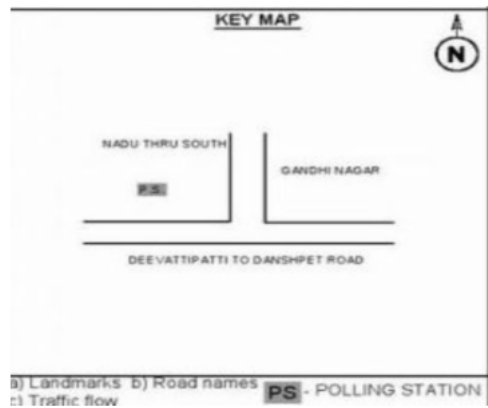 KEY MAP
N
NADU THRU SOUTH
GANDHI NAGAR
P.S.
DEEVATTIPATTI TO DANSHPET ROAD
a) Landmarks b) Road names
c) Traffic flow
PS - POLLING STATION